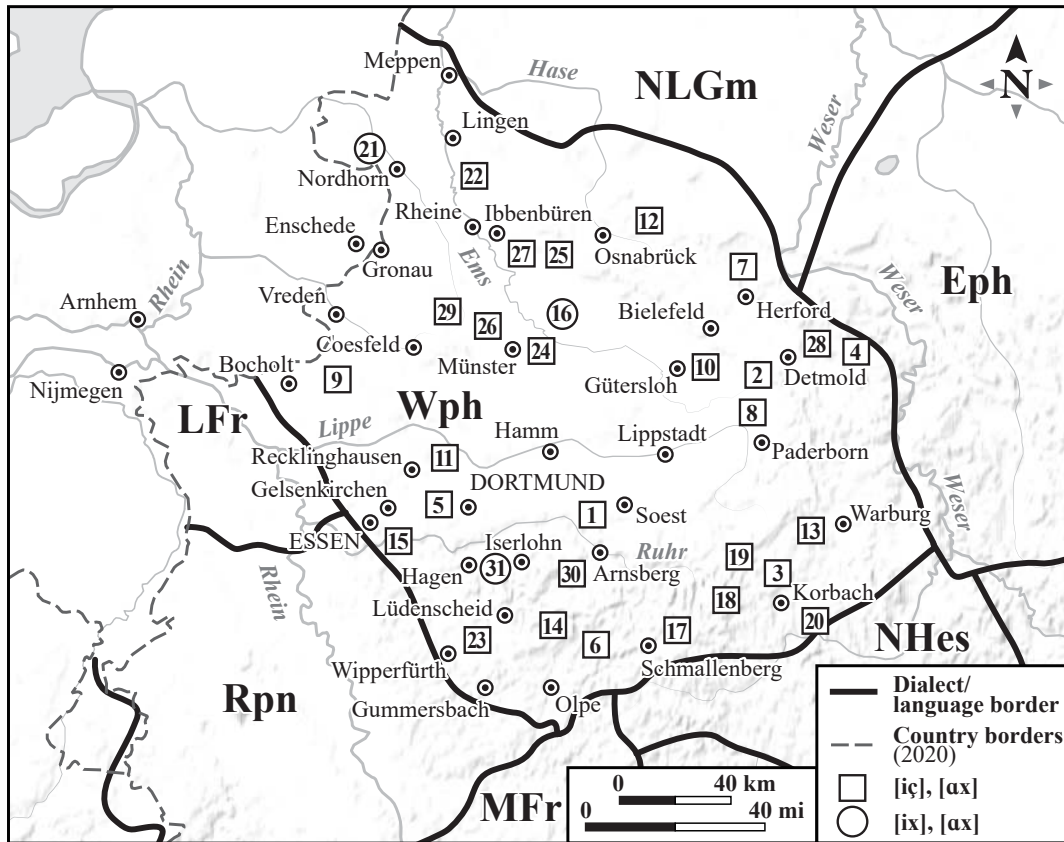 Meppen
Hase
NLGm
N
Weser
Lingen
21
Nordhorn
22
Rheine
Ibbenbüren
12
Enschede
Osnabrück
27
25
Gronau
Ems
7
Weser
Eph
Arnhem
Rhein
Vreden
29
26
16
Bielefeld
Herford
28
4
Coesfeld
Münster
24
Nijmegen
Bocholt
9
Gütersloh
10
2
Detmold
LFr
Wph
8
Lippe
Hamm
Lippstadt
Paderborn
Recklinghausen
11
Weser
Gelsenkirchen
5
DORTMUND
1
Soest
13
Warburg
ESSEN
15
Iserlohn
Ruhr
19
Rhein
Hagen
31
30
Arnsberg
3
Korbach
18
Lüdenscheid
20
23
14
6
17
NHes
Wipperfürth
Schmallenberg
Rpn
Gummersbach
Olpe
MFr
0 40 km
0 40 mi
Dialect/
language border
Country borders
(2020)
[iç], [ɑx]
[ix], [ɑx]